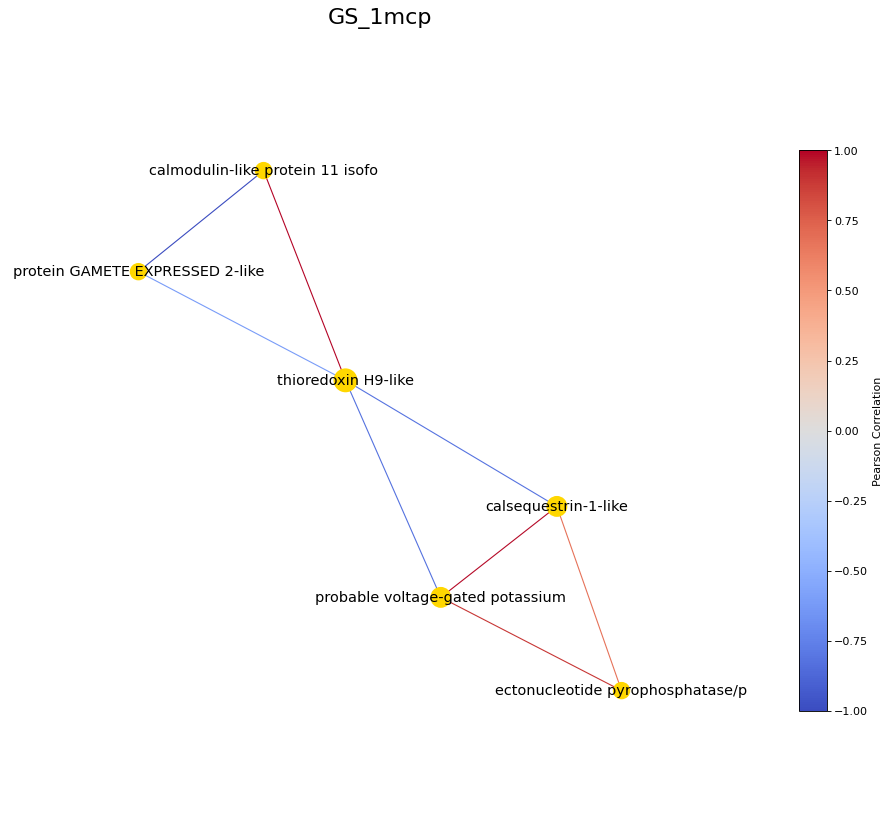 GS_1mcp
calmodulin-like protein 11 isofo
protein GAMETE EXPRESSED 2-like
thioredoxin H9-like
calsequestrin-1-like
probable voltage-gated potassium
ectonucleotide pyrophosphatase/p
1.00
0.75
0.50
0.25
0.00
−0.25
−0.50
−0.75
−1.00
Pearson Correlation